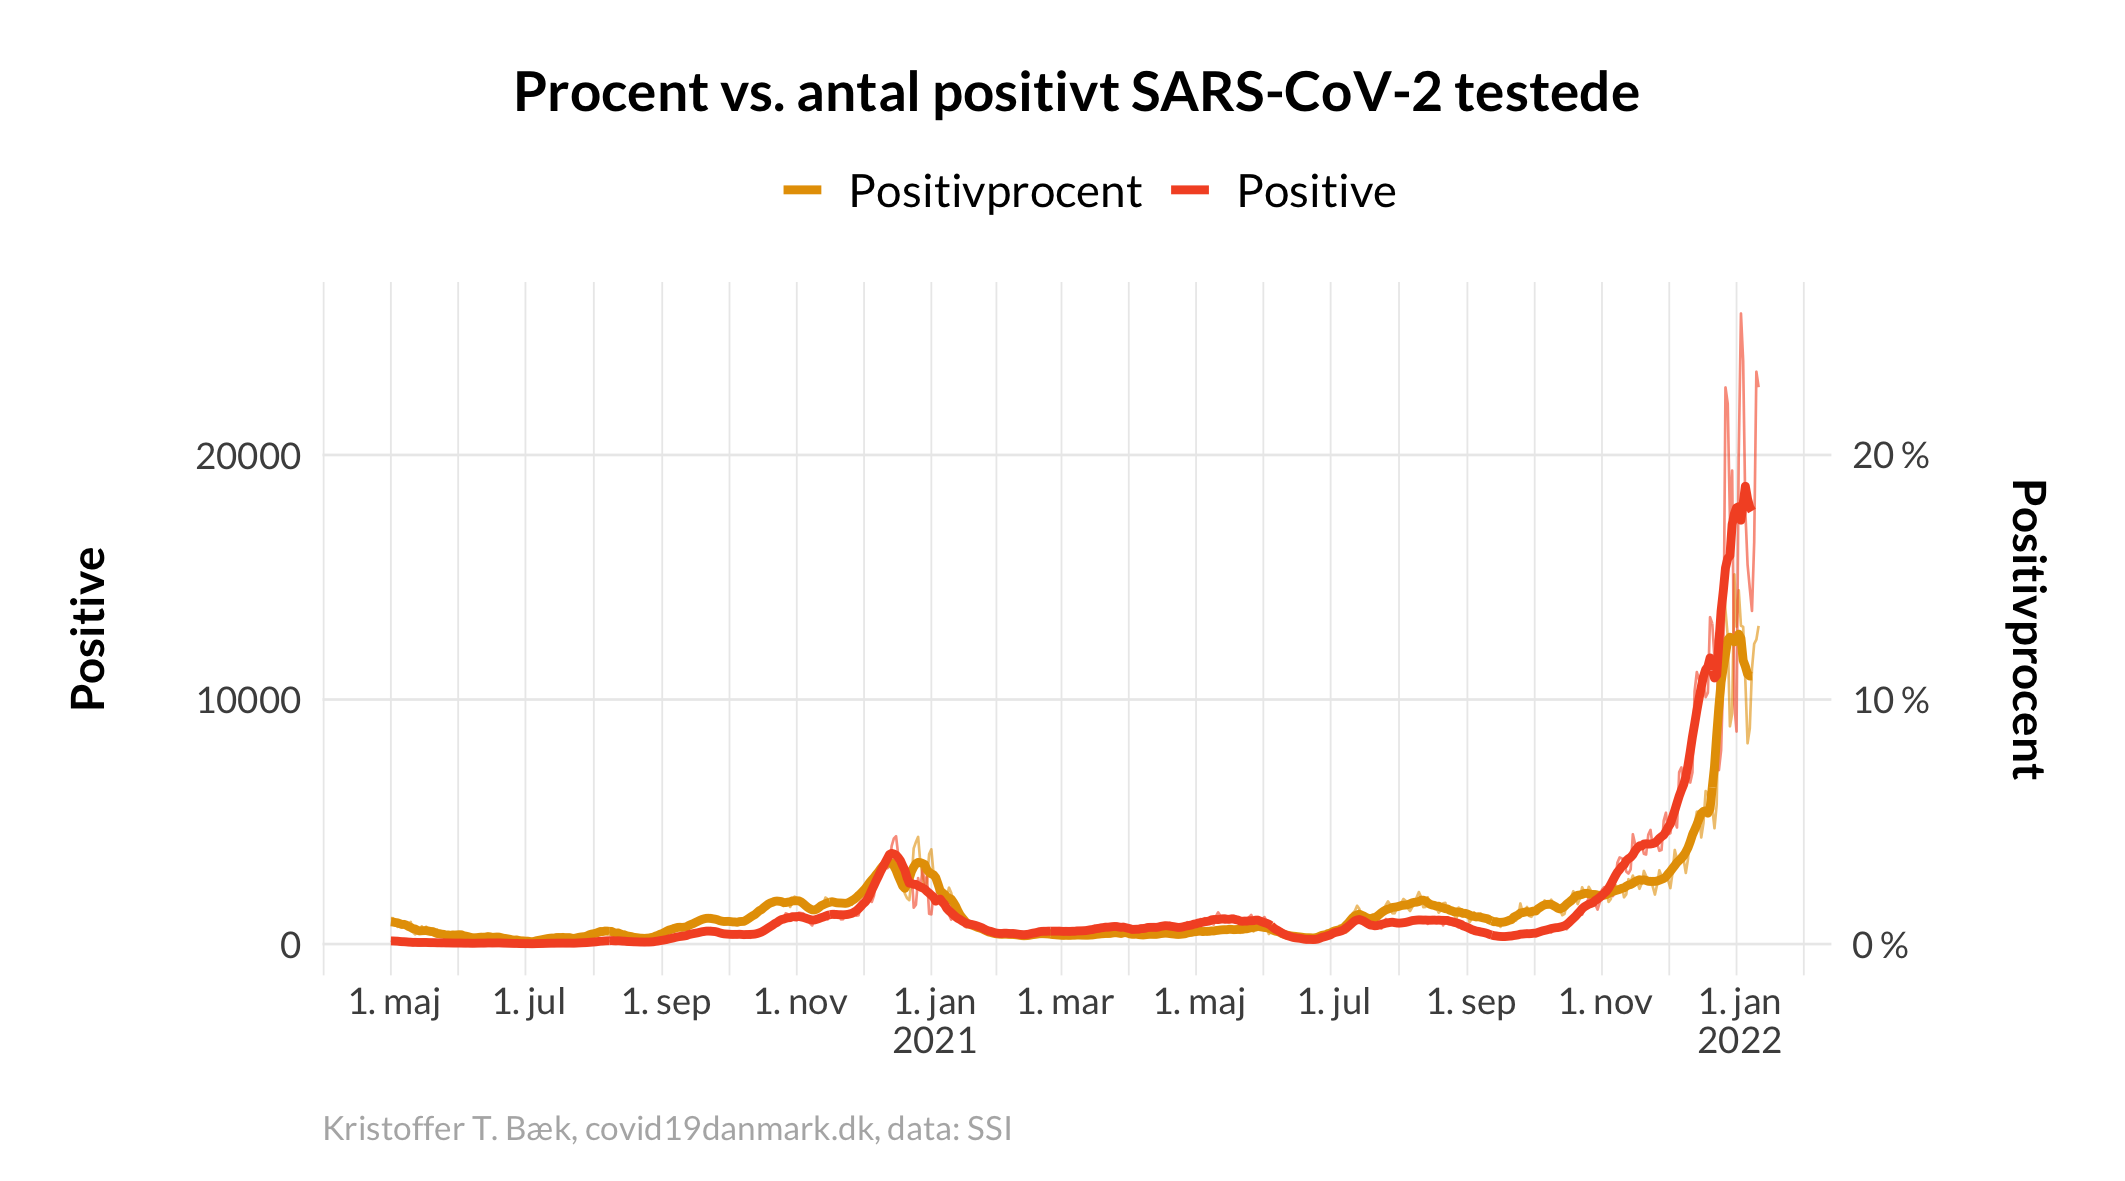 Procent vs. antal positivt SARS-CoV-2 testede
Positivprocent Positive
Positive
20000
10000
0
20 %
10 %
0 %
Positivprocent
1. maj 1. jul 1. sep 1. nov 1. jan 1. mar 1. maj 1. jul 1. sep 1. nov 1. jan
2021 2022
Kristoffer T. Bæk, covid19danmark.dk, data: SSI